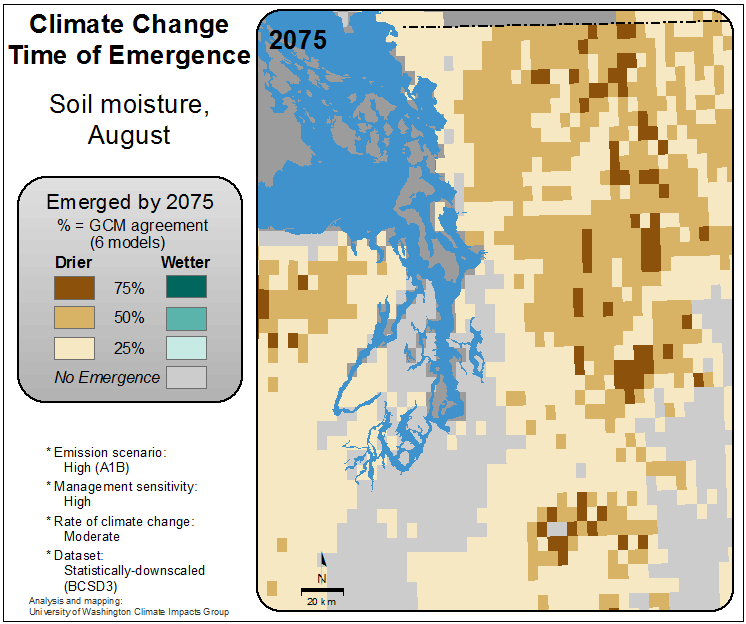 Climate Change
Time of Emergence
Soil moisture,
August
Emerged by 2075
% = GCM agreement
(6 models)
Drier Wetter
75%
50%
25%
No Emergence
* Emission scenario:
High (A1B)
* Management sensitivity:
High
* Rate of climate change:
Moderate
* Dataset:
Statistically-downscaled
(BCSD3)
Analysis and mapping:
University of Washington Climate Impacts Group
2075
N
20 km